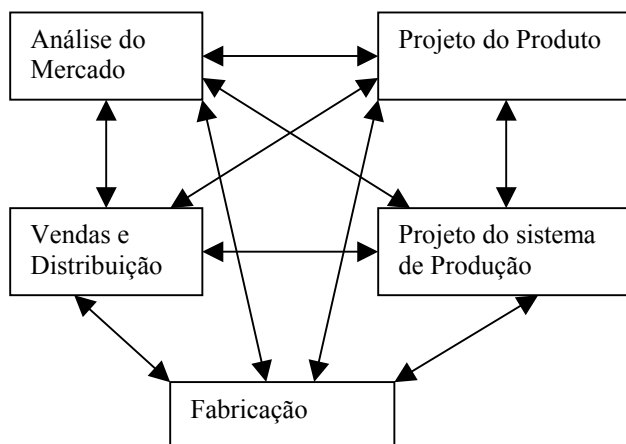 Análise do
Mercado
Projeto do Produto
Vendas e
Distribuição
Projeto do sistema
de Produção
Fabricação